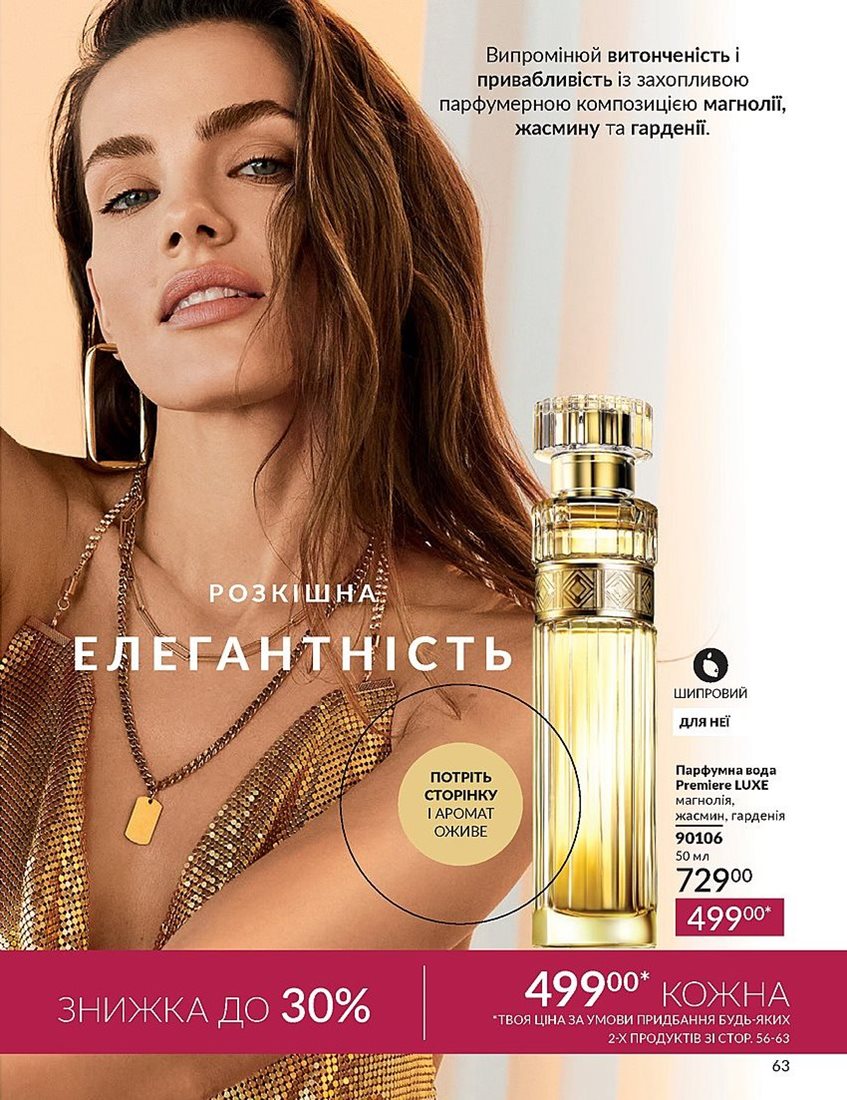 Випромінюй витонченість і
привабливість із захопливою
парфумерною композицією магнолії,
жасмину та гарденії.
РОЗКІШНА
ЕЛЕГАНТНІСТЬ
ПОТРІТЬ
СТОРІНКУ
І АРОМАТ
ОЖИВЕ
ШИПРОВИЙ
ДЛЯ НЕЇ
Парфумна вода
Premiere LUXE
магнолія,
жасмин, гарденія
90106
50 мл
729⁰⁰
499⁰⁰*
ЗНИЖКА ДО 30%
499⁰⁰* КОЖНА
*ТВОЯ ЦІНА ЗА УМОВИ ПРИДБАННЯ БУДЬ-ЯКИХ
2-Х ПРОДУКТІВ ЗІ СТОР. 56-63
63